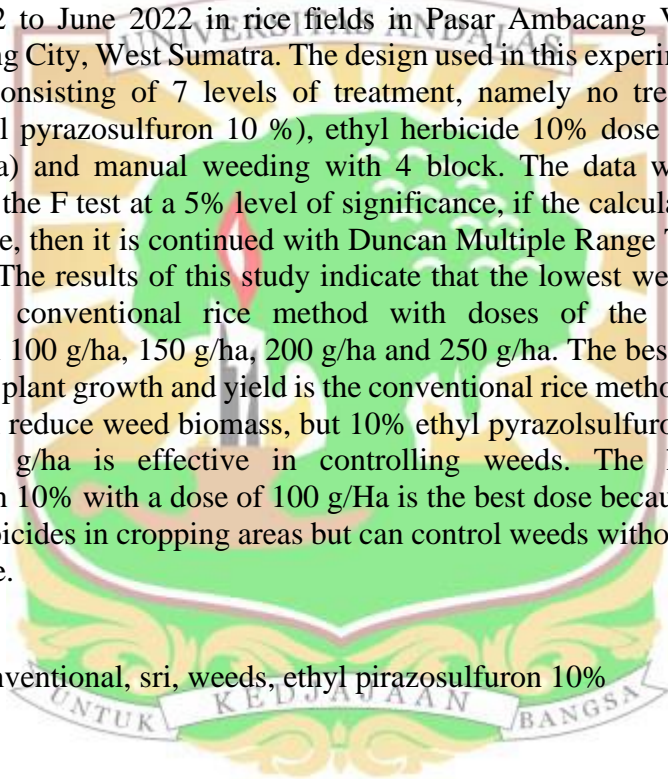 2 to June 2022 in rice fields in Pasar Ambacang V
UNIVERSITAS ANDALAS
ng City, West Sumatra. The design used in this experin
onsisting of 7 levels of treatment, namely no tre
l pyrazosulfuron 10 %), ethyl herbicide 10% dose
a) and manual weeding with 4 block. The data w
the F test at a 5% level of significance, if the calcula
e, then it is continued with Duncan Multiple Range T
The results of this study indicate that the lowest we
conventional rice method with doses of the
100 g/ha, 150 g/ha, 200 g/ha and 250 g/ha. The bes
plant growth and yield is the conventional rice metho
reduce weed biomass, but 10% ethyl pyrazolsulfuro
g/ha is effective in controlling weeds. The
n 10% with a dose of 100 g/Ha is the best dose becau
bicides in cropping areas but can control weeds witho
e.
nventional, sri, weeds, ethyl pirazosulfuron 10%
UNTUK KEDJAJAAN BANGSA